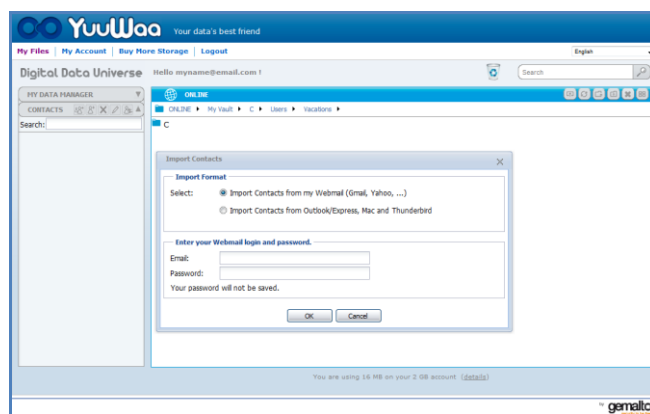 YuuWaa Your data's best friend
My Files | My Account | Buy More Storage | Logout English
Digital Data Universe Hello myname@email.com ! Search
MY DATA MANAGER ONLINE
CONTACTS ONLINE My Vault C Users Vacations
Search: C
Import Contacts
Import Format
Select: Import Contacts from my Webmail (Gmail, Yahoo, ...)
Import Contacts from Outlook/Express, Mac and Thunderbird
Enter your Webmail login and password.
Email:
Password:
Your password will not be saved.
OK Cancel
You are using 16 MB on your 2 GB account (details)
by gemalto